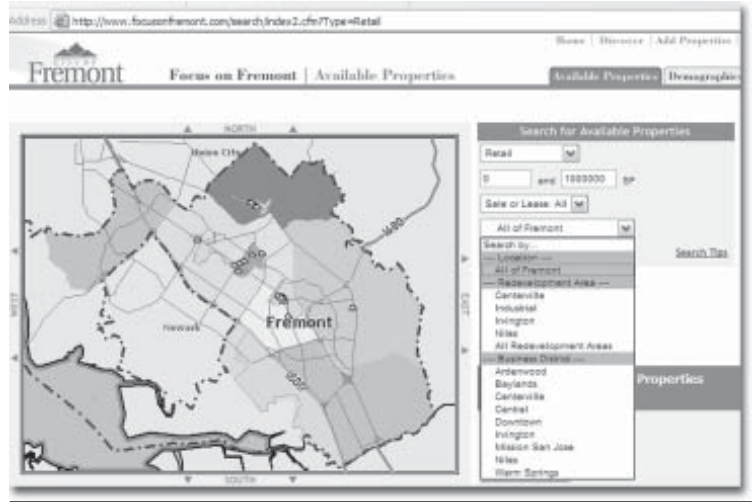 Address http://www.focusonfremont.com/search/index2.cfm?Type=Retail
Home | Discover | Add Properties
CITY OF
Fremont
Focus on Fremont | Available Properties
Available Properties
Demographics
NORTH
WEST
EAST
SOUTH
Union City
Newark
Fremont
I-680
I-880
Search for Available Properties
Retail
0 and 1000000 SF
Sale or Lease: All
All of Fremont
Search by...
--- Location ---
All of Fremont
--- Redevelopment Area ---
Centerville
Industrial
Irvington
Niles
All Redevelopment Areas
--- Business District ---
Ardenwood
Baylands
Centerville
Central
Downtown
Irvington
Mission San Jose
Niles
Warm Springs
Search Tips
Properties